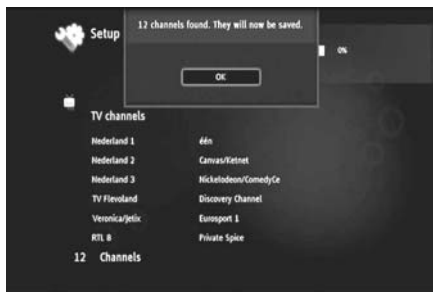 Setup
12 channels found. They will now be saved.
0%
OK
TV channels
Nederland 1 één
Nederland 2 Canvas/Ketnet
Nederland 3 Nickelodeon/ComedyCe
TV Flevoland Discovery Channel
Veronica/Jetix Eurosport 1
RTL 8 Private Spice
12 Channels